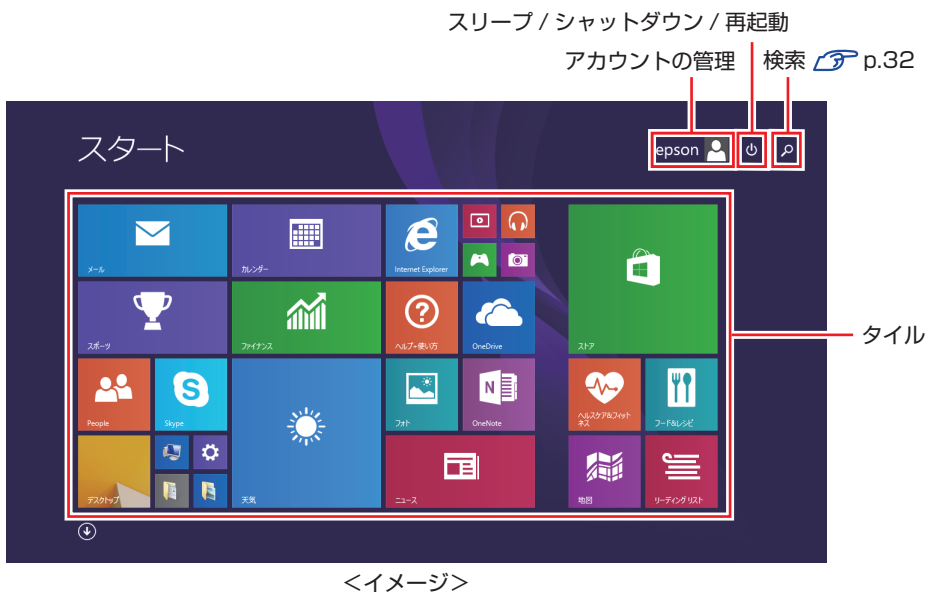 スリープ / シャットダウン / 再起動
アカウントの管理
検索 p.32
スタート
epson
メール
カレンダー
Internet Explorer
スポーツ
ファイナンス
ヘルプ+使い方
OneDrive
ストア
タイル
People
Skype
フォト
OneNote
ヘルスケア&フィット
ネス
フード&レシピ
デスクトップ
天気
ニュース
地図
リーディング リスト
＜イメージ＞